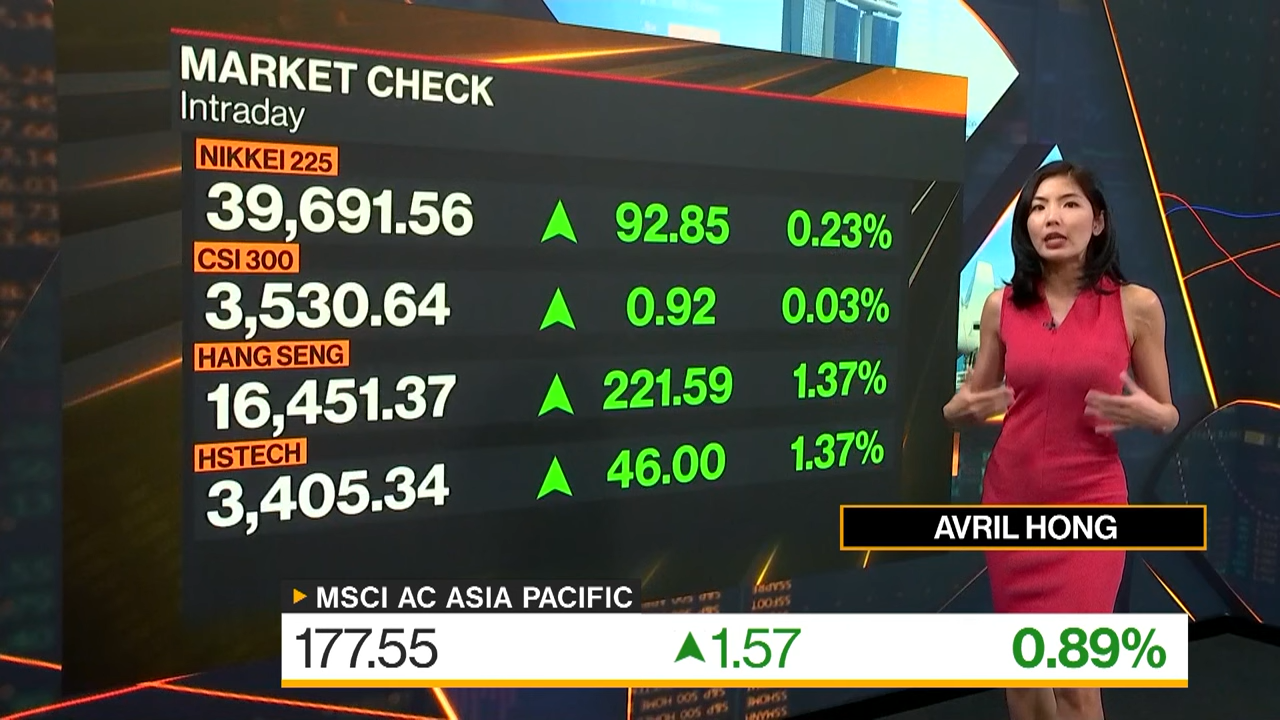 MARKET CHECK
Intraday
NIKKEI 225
39,691.56 ▲ 92.85 0.23%
CSI 300
3,530.64 ▲ 0.92 0.03%
HANG SENG
16,451.37 ▲ 221.59 1.37%
HSTECH
3,405.34 ▲ 46.00 1.37%
AVRIL HONG
MSCI AC ASIA PACIFIC
177.55 ▲1.57 0.89%